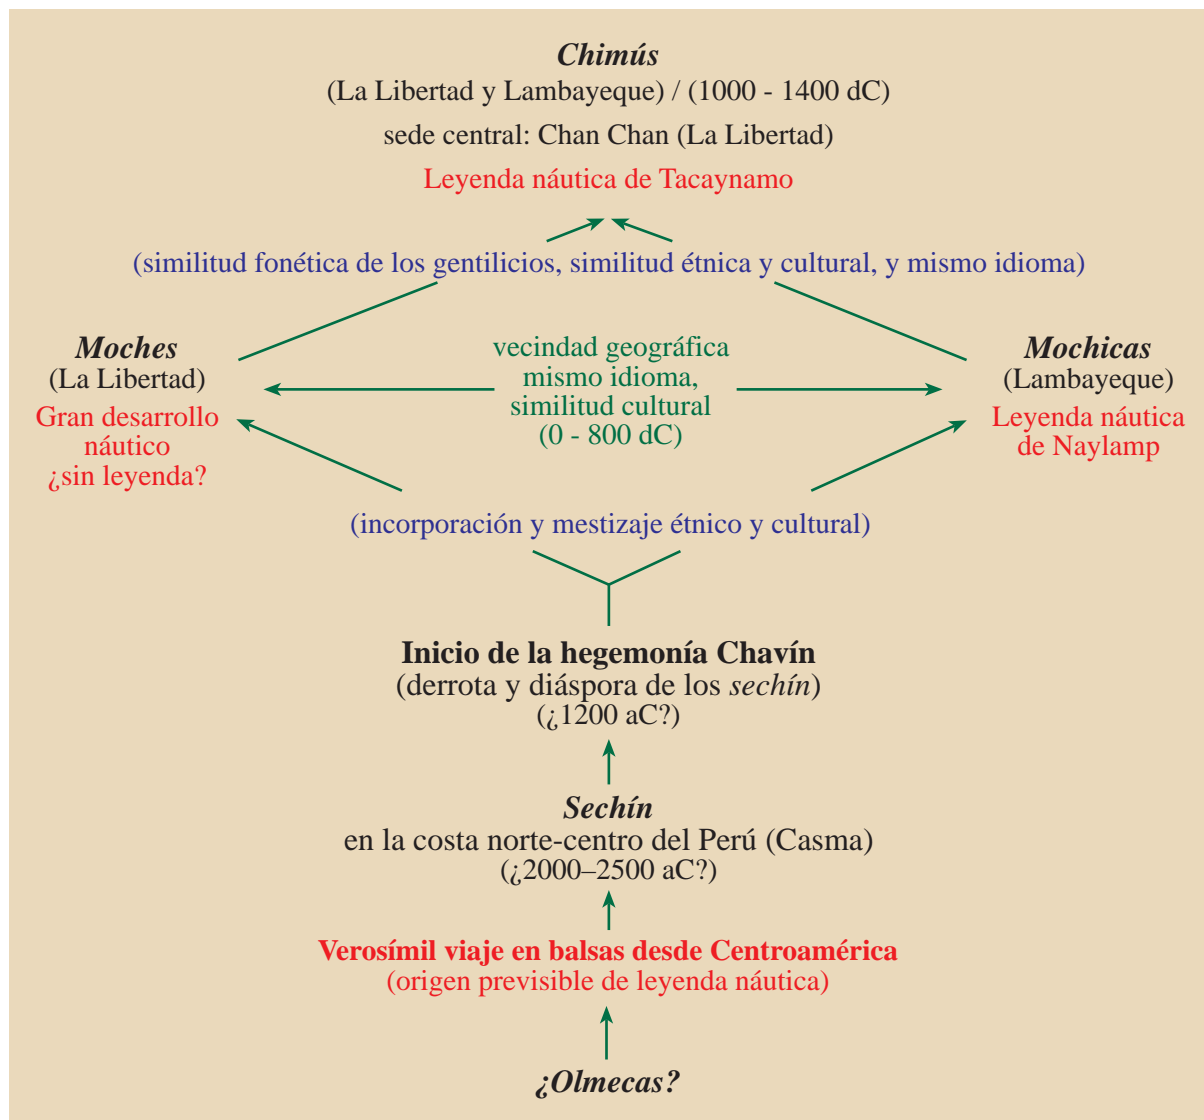 Chimús
(La Libertad y Lambayeque) / (1000 - 1400 dC)
sede central: Chan Chan (La Libertad)
Leyenda náutica de Tacaynamo
(similitud fonética de los gentilicios, similitud étnica y cultural, y mismo idioma)
Moches
(La Libertad)
Gran desarrollo
náutico
¿sin leyenda?
vecindad geográfica
mismo idioma,
similitud cultural
(0 - 800 dC)
Mochicas
(Lambayeque)
Leyenda náutica
de Naylamp
(incorporación y mestizaje étnico y cultural)
Inicio de la hegemonía Chavín
(derrota y diáspora de los sechín)
(¿1200 aC?)
Sechín
en la costa norte-centro del Perú (Casma)
(¿2000–2500 aC?)
Verosímil viaje en balsas desde Centroamérica
(origen previsible de leyenda náutica)
¿Olmecas?